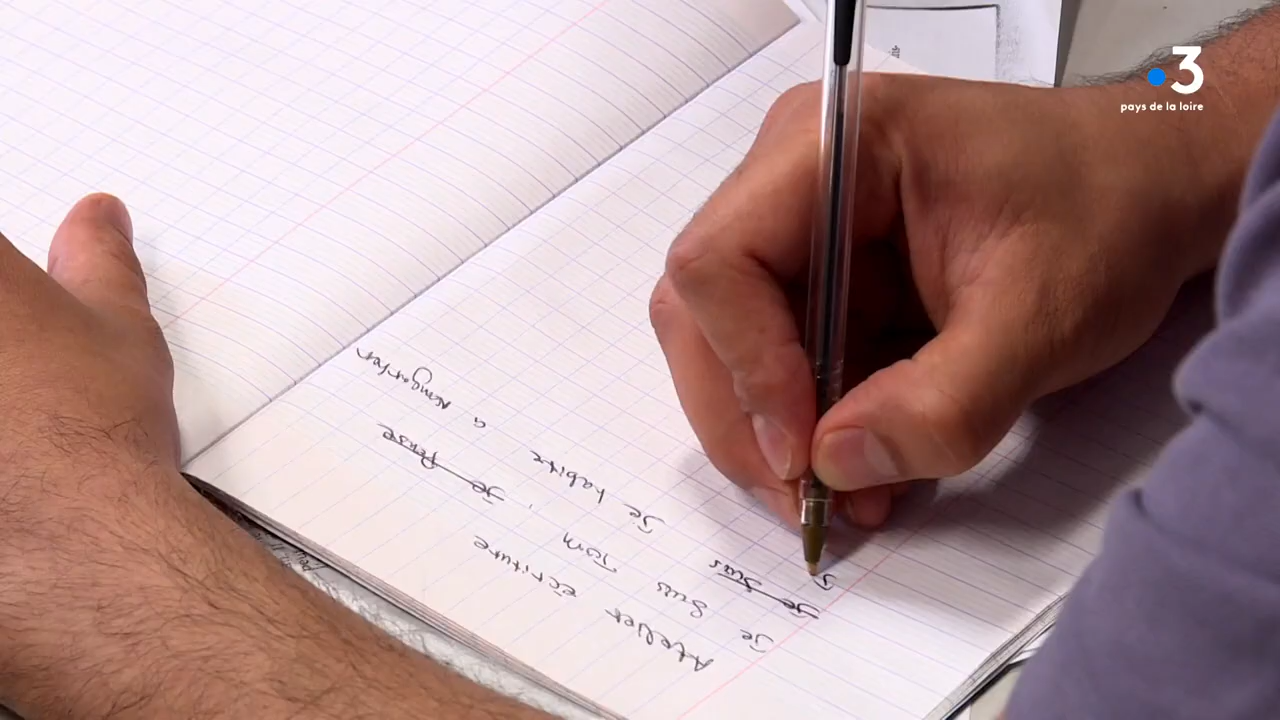 3
pays de la loire
Atelier écriture
Je Suis Tom, Je Pense
Je Suis Je habite a
J